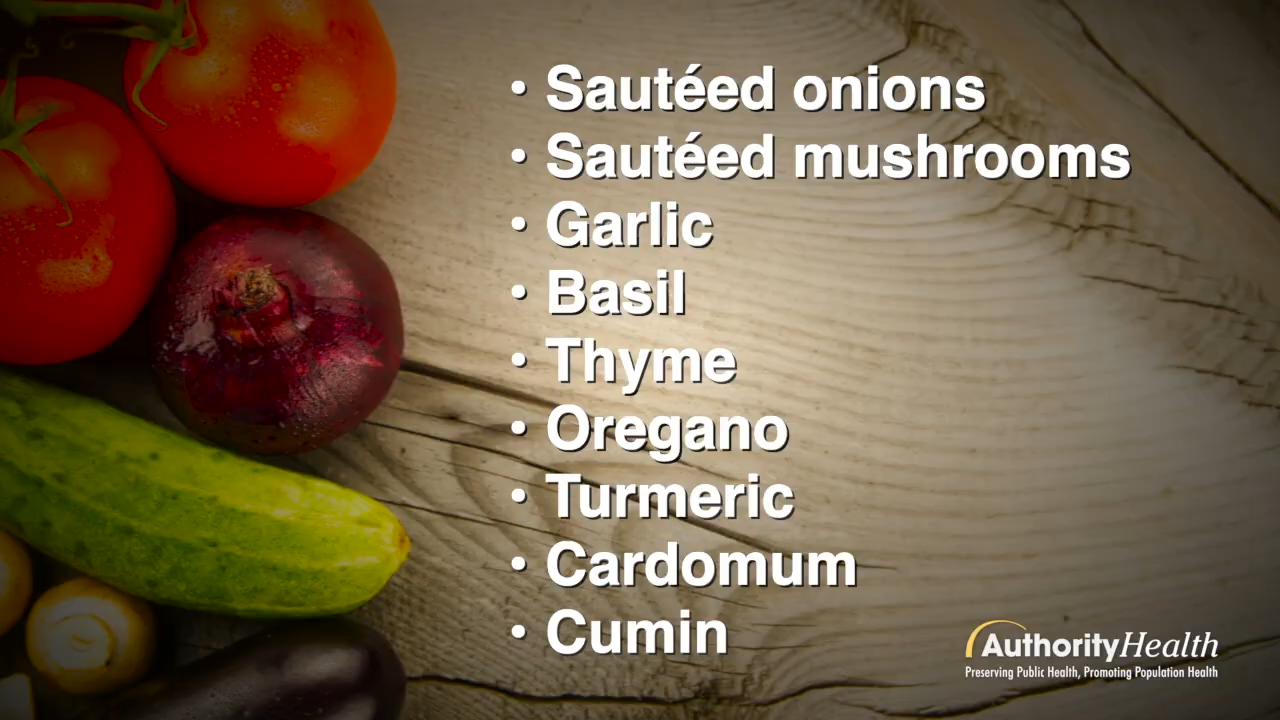 • Sautéed onions
• Sautéed mushrooms
• Garlic
• Basil
• Thyme
• Oregano
• Turmeric
• Cardomum
• Cumin
AuthorityHealth
Preserving Public Health, Promoting Population Health